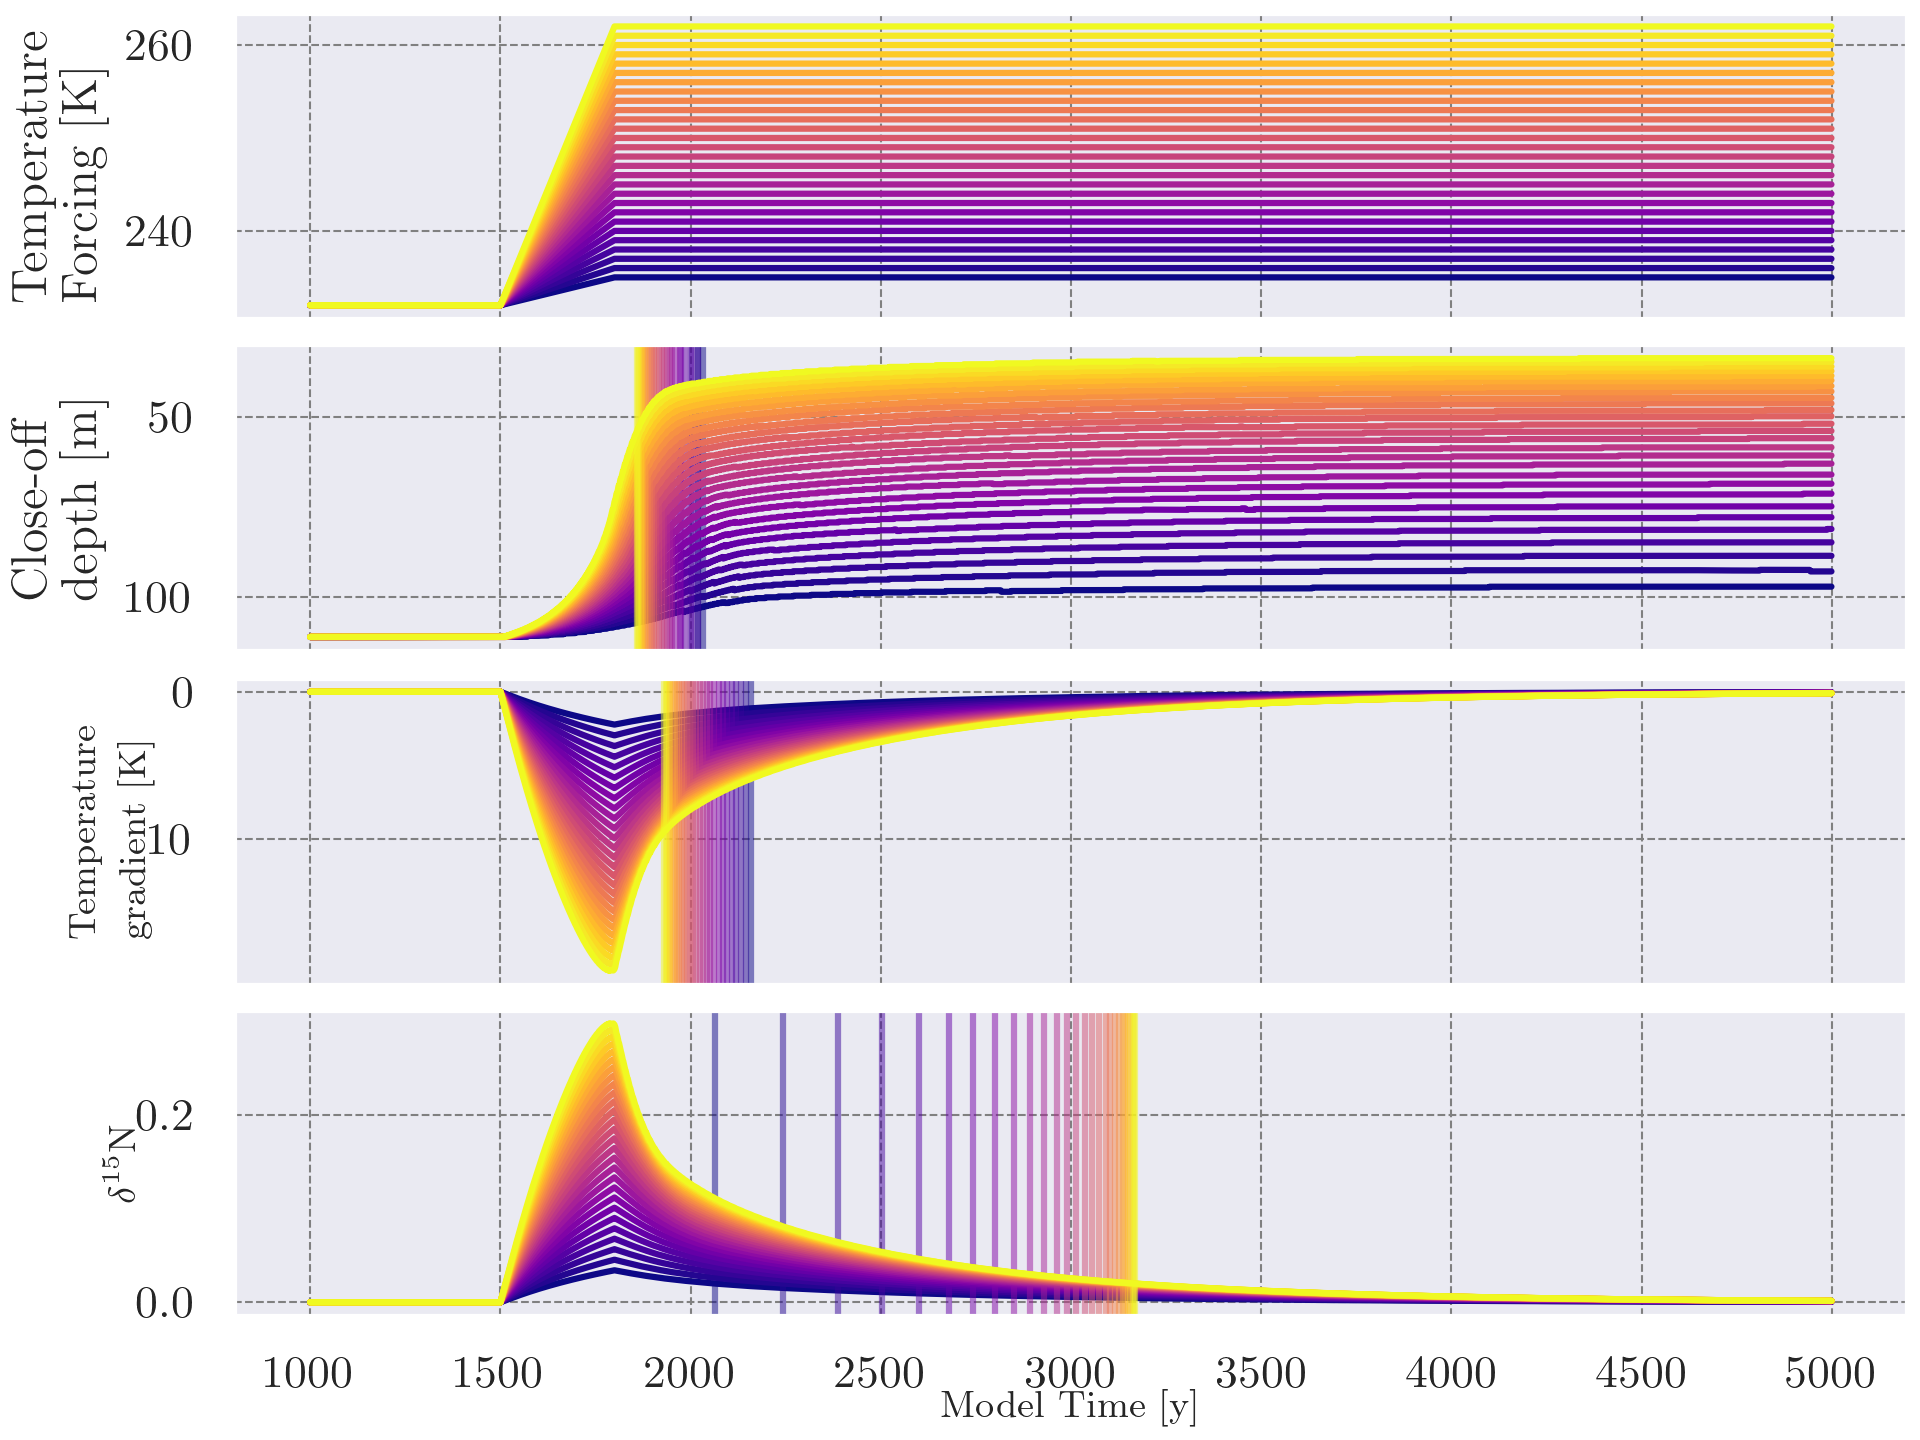 Temperature
Forcing [K]
260
240
Close-off
depth [m]
50
100
Temperature
gradient [K]
0
10
δ¹⁵N
0.2
0.0
1000 1500 2000 2500 3000 3500 4000 4500 5000
Model Time [y]